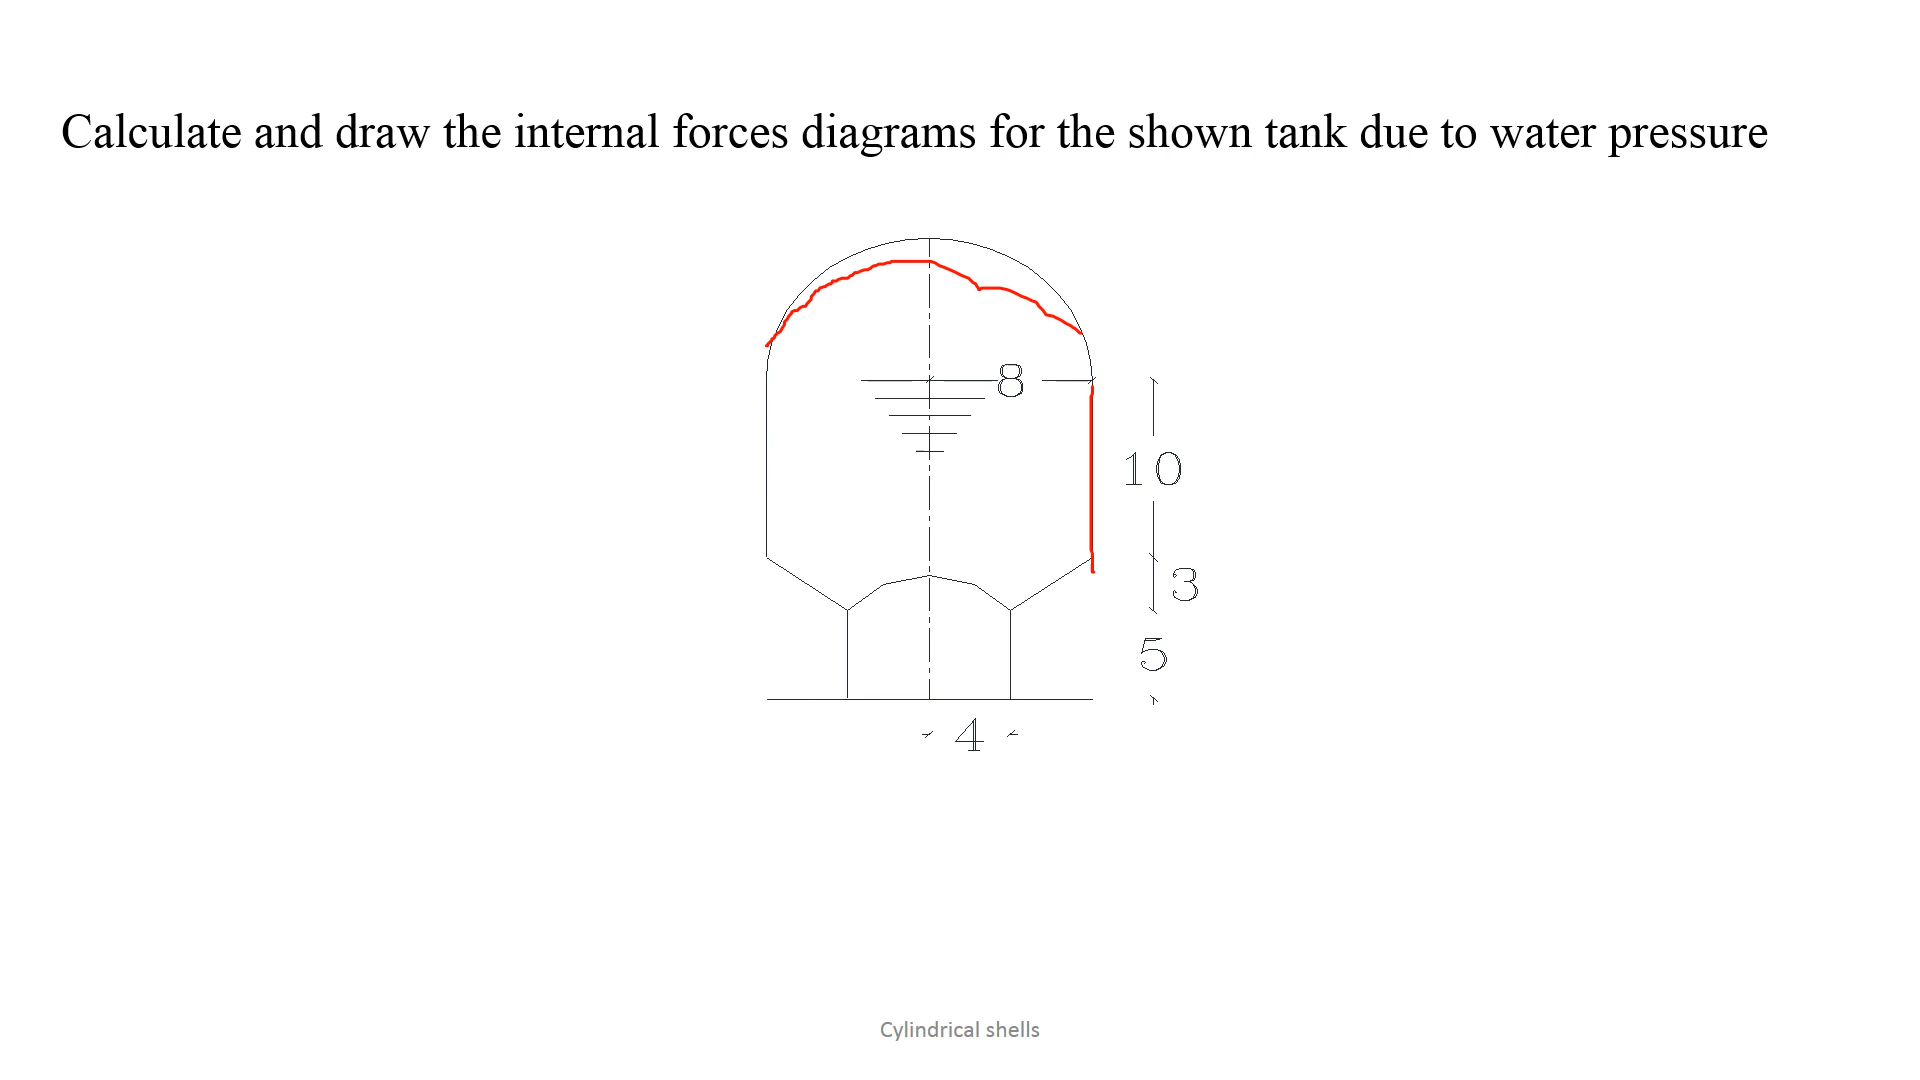 Calculate and draw the internal forces diagrams for the shown tank due to water pressure
8
10
3
5
4
Cylindrical shells